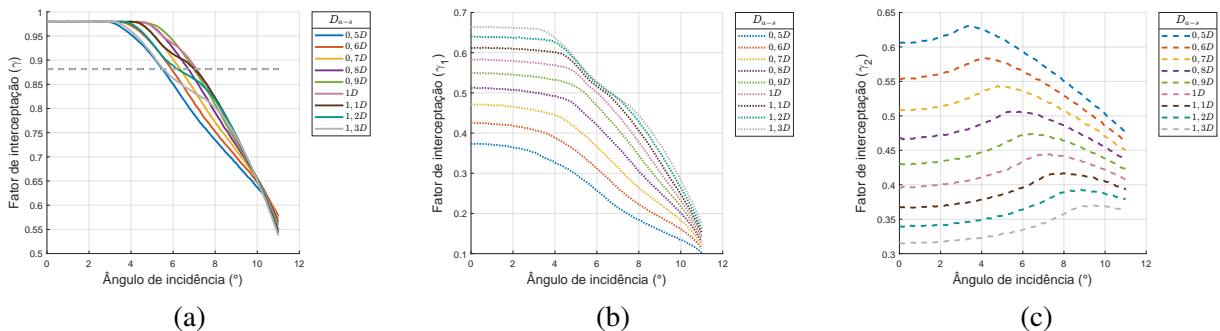 Fator de interceptação (γ)
1
0.95
0.9
0.85
0.8
0.75
0.7
0.65
0.6
0.55
0.5
0 2 4 6 8 10 12
Ângulo de incidência (°)
D_{a−s}
0,5D
0,6D
0,7D
0,8D
0,9D
1D
1,1D
1,2D
1,3D
(a)
Fator de interceptação (γ₁)
0.7
0.6
0.5
0.4
0.3
0.2
0.1
0 2 4 6 8 10 12
Ângulo de incidência (°)
D_{a−s}
0,5D
0,6D
0,7D
0,8D
0,9D
1D
1,1D
1,2D
1,3D
(b)
Fator de interceptação (γ₂)
0.65
0.6
0.55
0.5
0.45
0.4
0.35
0.3
0 2 4 6 8 10 12
Ângulo de incidência (°)
D_{a−s}
0,5D
0,6D
0,7D
0,8D
0,9D
1D
1,1D
1,2D
1,3D
(c)